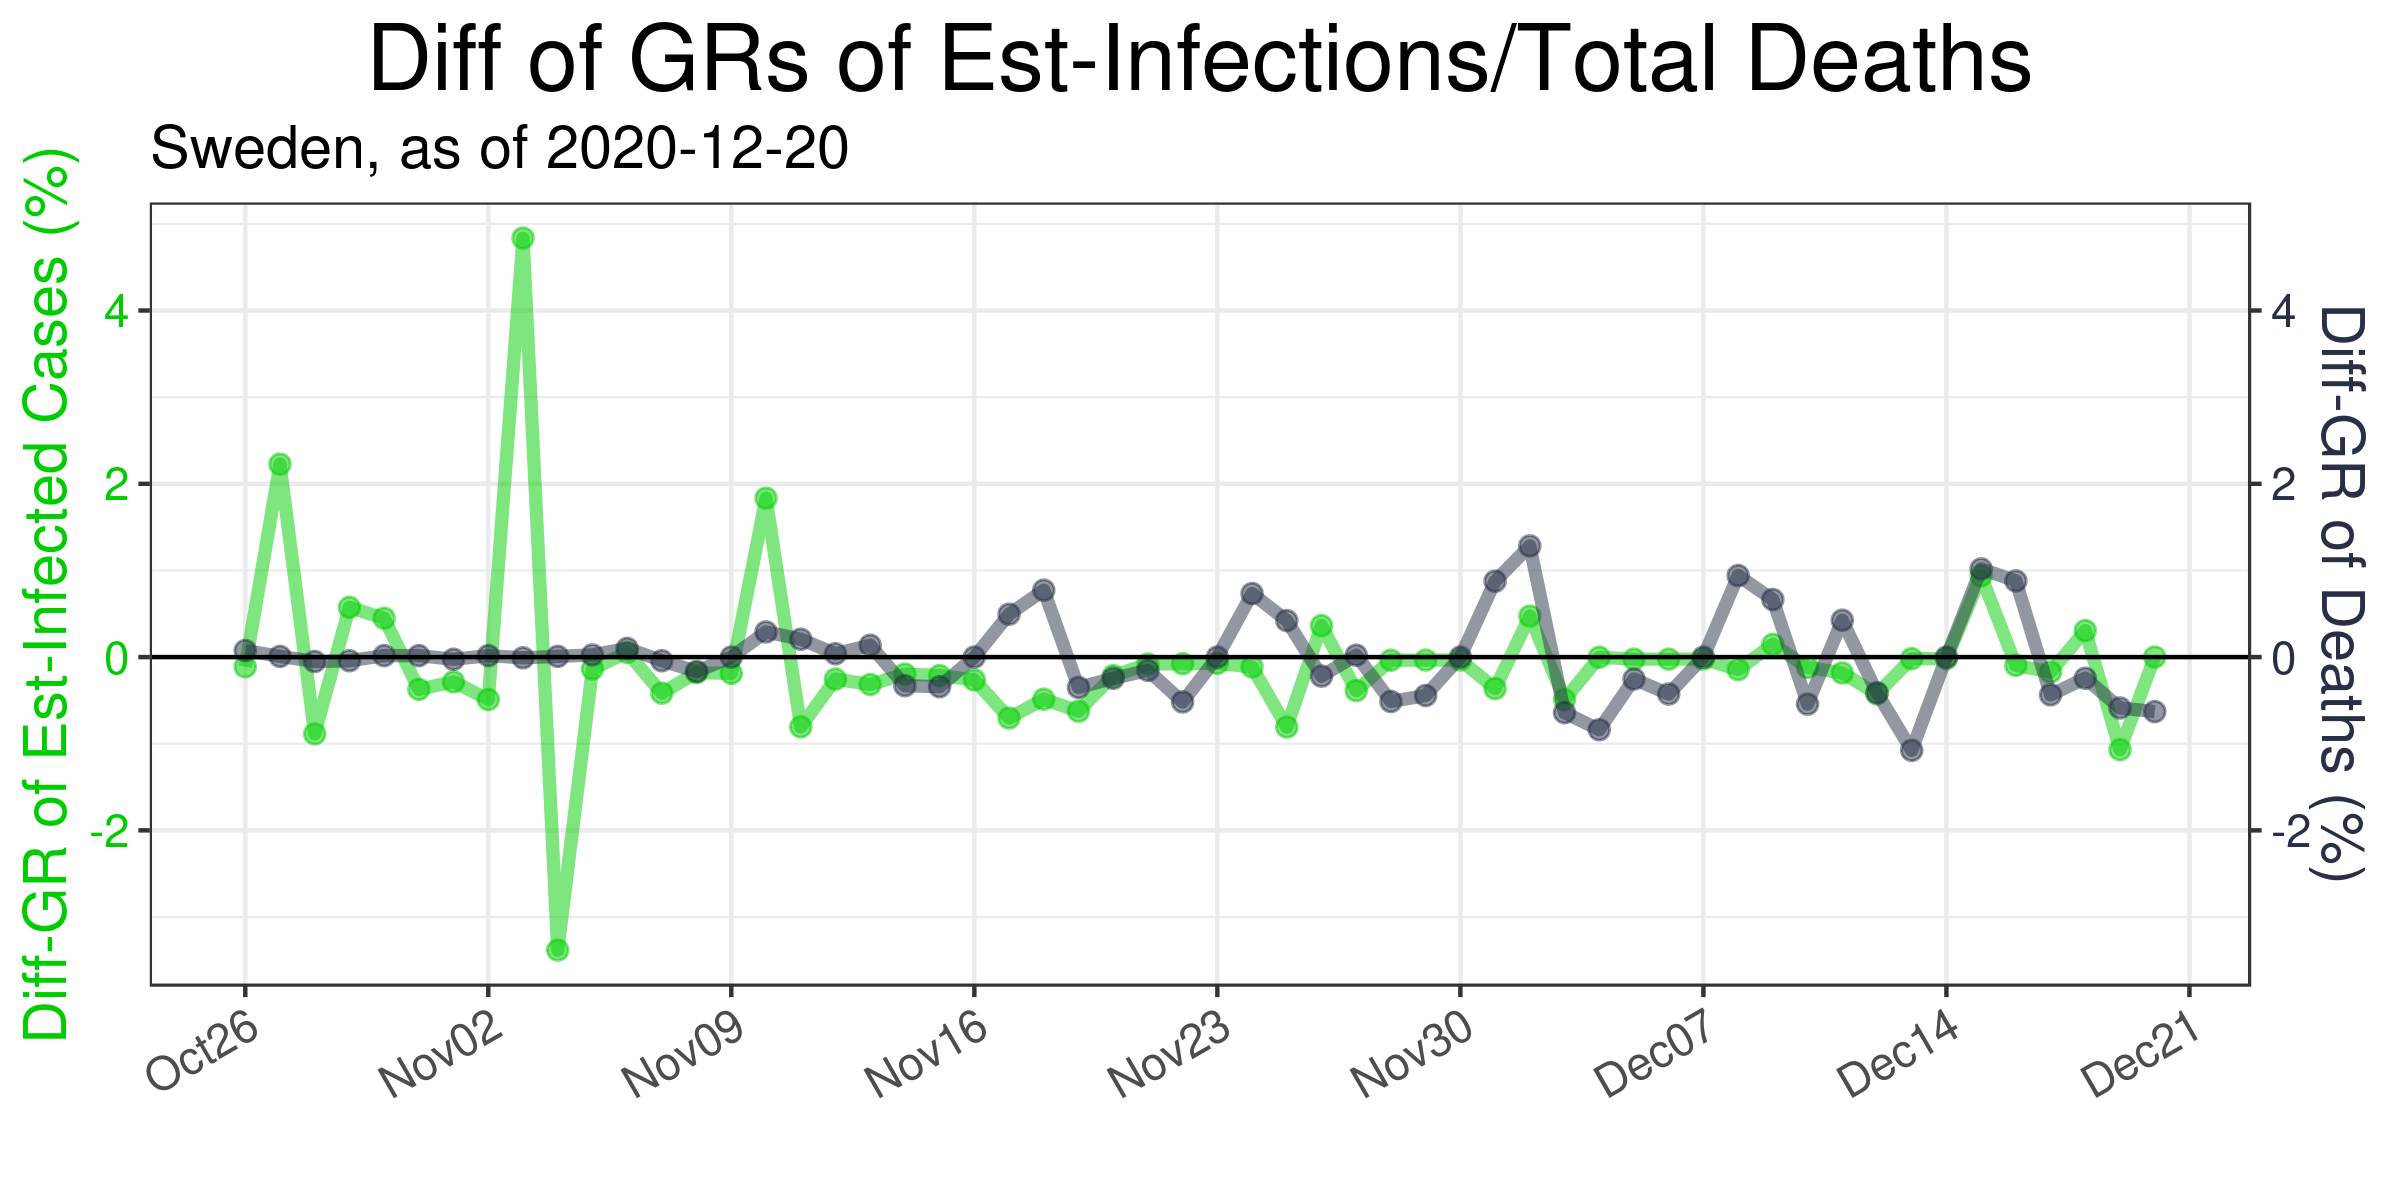 Diff of GRs of Est-Infections/Total Deaths
Sweden, as of 2020-12-20
Diff-GR of Est-Infected Cases (%)
4
2
0
-2
4
2
0
-2
Diff-GR of Deaths (%)
Oct26
Nov02
Nov09
Nov16
Nov23
Nov30
Dec07
Dec14
Dec21